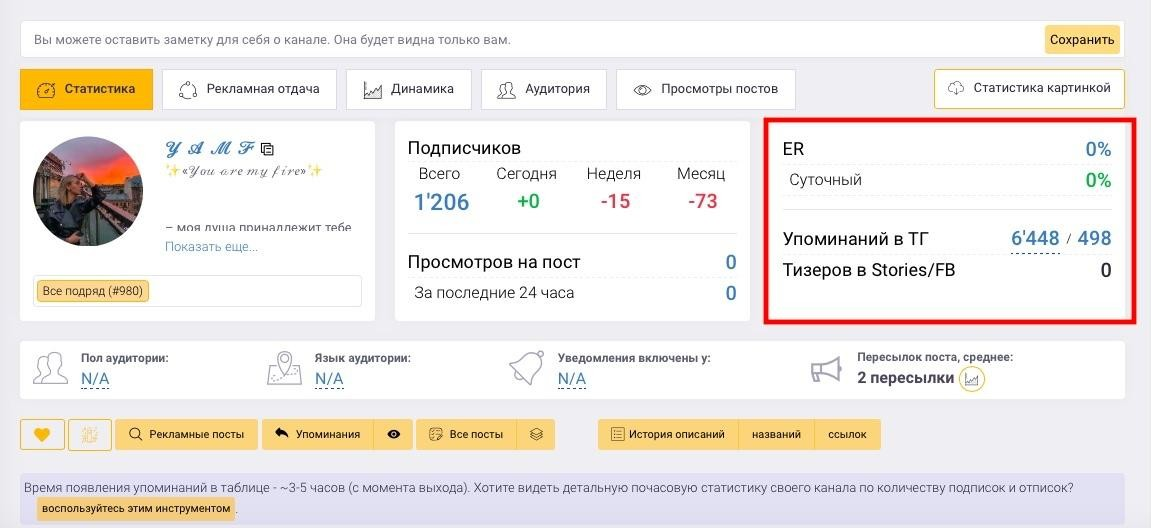 Вы можете оставить заметку для себя о канале. Она будет видна только вам.
Сохранить
Статистика
Рекламная отдача
Динамика
Аудитория
Просмотры постов
Статистика картинкой
𝓨 𝓐 𝓜 𝓕
✨«𝓨𝓸𝓾 𝓪𝓻𝓮 𝓶𝔂 𝓯𝓲𝓻𝓮»✨
– моя душа принадлежит тебе
Показать еще...
Все подряд (#980)
Подписчиков
Всего Сегодня Неделя Месяц
1'206 +0 -15 -73
Просмотров на пост 0
За последние 24 часа 0
ER 0%
Суточный 0%
Упоминаний в ТГ 6'448 / 498
Тизеров в Stories/FB 0
Пол аудитории:
N/A
Язык аудитории:
N/A
Уведомления включены у:
N/A
Пересылок поста, среднее:
2 пересылки
Рекламные посты
Упоминания
Все посты
История описаний
названий
ссылок
Время появления упоминаний в таблице - ~3-5 часов (с момента выхода). Хотите видеть детальную почасовую статистику своего канала по количеству подписок и отписок?
воспользуйтесь этим инструментом.